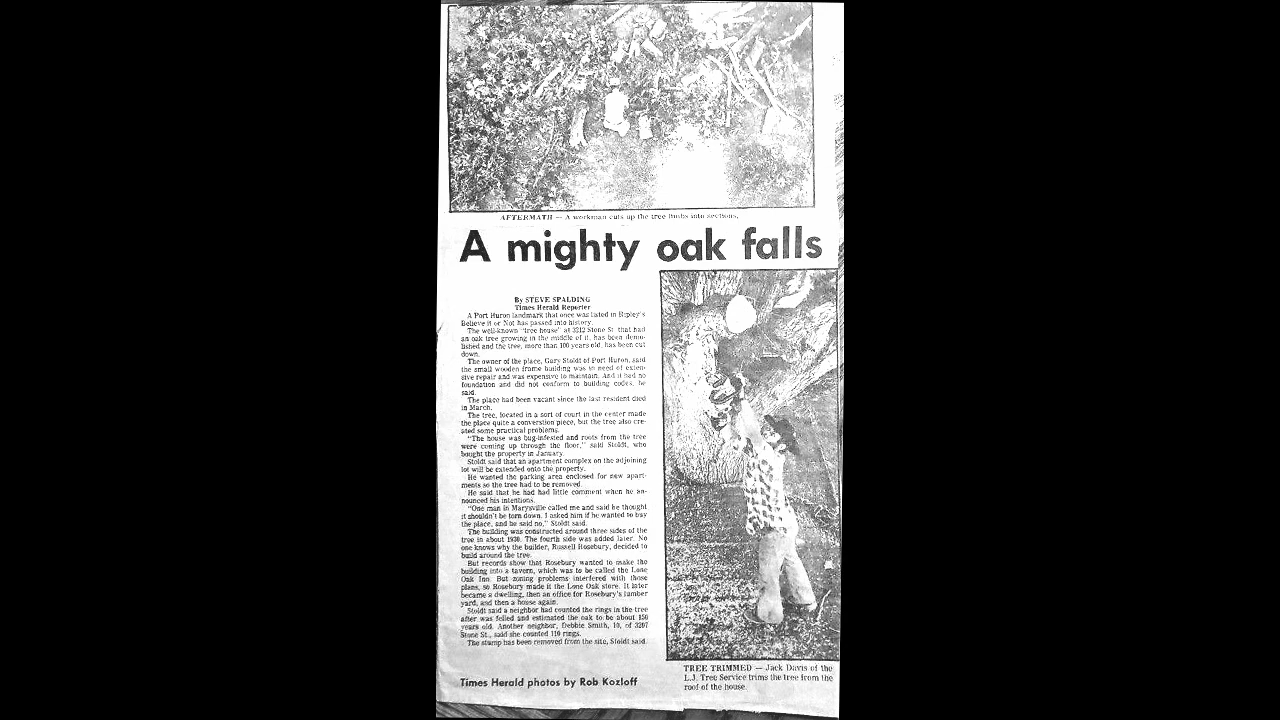 AFTERMATH — A workman cuts up the tree limbs into sections.
A mighty oak falls
By STEVE SPALDING
Times Herald Reporter
A Port Huron landmark that once was listed in Ripley's
Believe it or Not has passed into history.
The well-known "tree house" at 3212 Stone St. that had
an oak tree growing in the middle of it, has been demo-
lished and the tree, more than 100 years old, has been cut
down.
The owner of the place, Gary Stoldt of Port Huron, said
the small wooden frame building was in need of exten-
sive repair and was expensive to maintain. And it had no
foundation and did not conform to building codes, he
said.
The place had been vacant since the last resident died
in March.
The tree, located in a sort of court in the center made
the place quite a converstion piece, but the tree also cre-
ated some practical problems.
"The house was bug-infested and roots from the tree
were coming up through the floor," said Stoldt, who
bought the property in January.
Stoldt said that an apartment complex on the adjoining
lot will be extended onto the property.
He wanted the parking area enclosed for new apart-
ments so the tree had to be removed.
He said that he had had little comment when he an-
nounced his intentions.
"One man in Marysville called me and said he thought
it shouldn't be torn down. I asked him if he wanted to buy
the place, and he said no," Stoldt said.
The building was constructed around three sides of the
tree in about 1930. The fourth side was added later. No
one knows why the builder, Russell Rosebury, decided to
build around the tree.
But records show that Rosebury wanted to make the
building into a tavern, which was to be called the Lone
Oak Inn. But zoning problems interfered with those
plans, so Rosebury made it the Lone Oak store. It later
became a dwelling, then an office for Rosebury's lumber
yard, and then a house again.
Stoldt said a neighbor had counted the rings in the tree
after was felled and estimated the oak to be about 150
years old. Another neighbor, Debbie Smith, 10, of 3207
Stone St., said she counted 110 rings.
The stump has been removed from the site, Stoldt said.
Times Herald photos by Rob Kozloff
TREE TRIMMED — Jack Davis of the
L.J. Tree Service trims the tree from the
roof of the house.